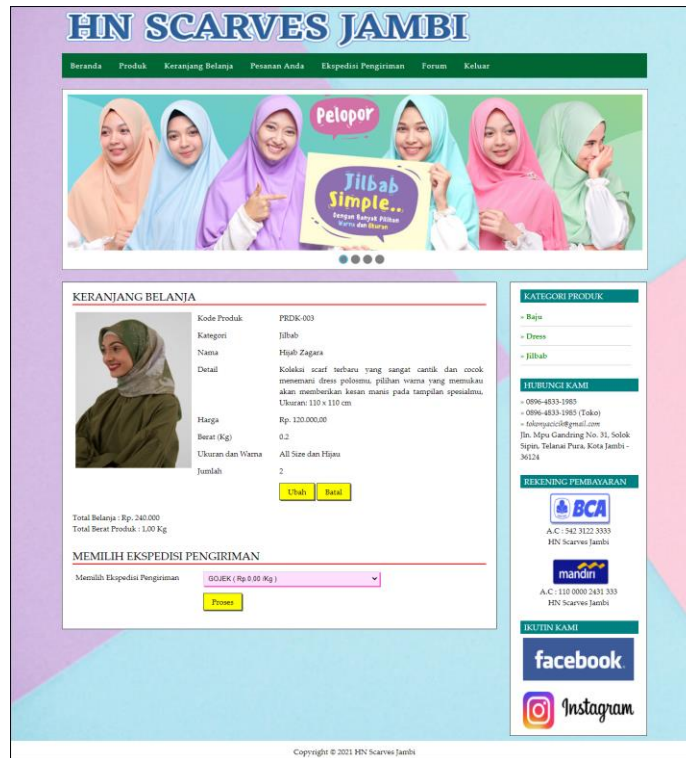 HN SCARVES JAMBI
Beranda Produk Keranjang Belanja Pesanan Anda Ekspedisi Pengiriman Forum Keluar
Pelopor
Jilbab
Simple..
Dengan Banyak Pilihan
Warna dan Ukuran
KERANJANG BELANJA
Kode Produk PRDK-003
Kategori Jilbab
Nama Hijab Zagara
Detail Koleksi scarf terbaru yang sangat cantik dan cocok
menemani dress polosmu, pilihan warna yang memukau
akan memberikan kesan manis pada tampilan spesialmu,
Ukuran: 110 x 110 cm
Harga Rp. 120.000,00
Berat (Kg) 0.2
Ukuran dan Warna All Size dan Hijau
Jumlah 2
Ubah Batal
Total Belanja : Rp. 240.000
Total Berat Produk : 1,00 Kg
MEMILIH EKSPEDISI PENGIRIMAN
Memilih Ekspedisi Pengiriman GOJEK ( Rp.0,00 /Kg )
Proses
KATEGORI PRODUK
» Baju
» Dress
» Jilbab
HUBUNGI KAMI
» 0896-4833-1985
» 0896-4833-1985 (Toko)
» tokonyacicik@gmail.com
Jln. Mpu Gandring No. 31, Solok
Sipin, Telanai Pura, Kota Jambi -
36124
REKENING PEMBAYARAN
BCA
A.C : 542 3122 3333
HN Scarves Jambi
mandiri
A.C : 110 0000 2431 333
HN Scarves Jambi
IKUTIN KAMI
facebook
Instagram
Copyright © 2021 HN Scarves Jambi